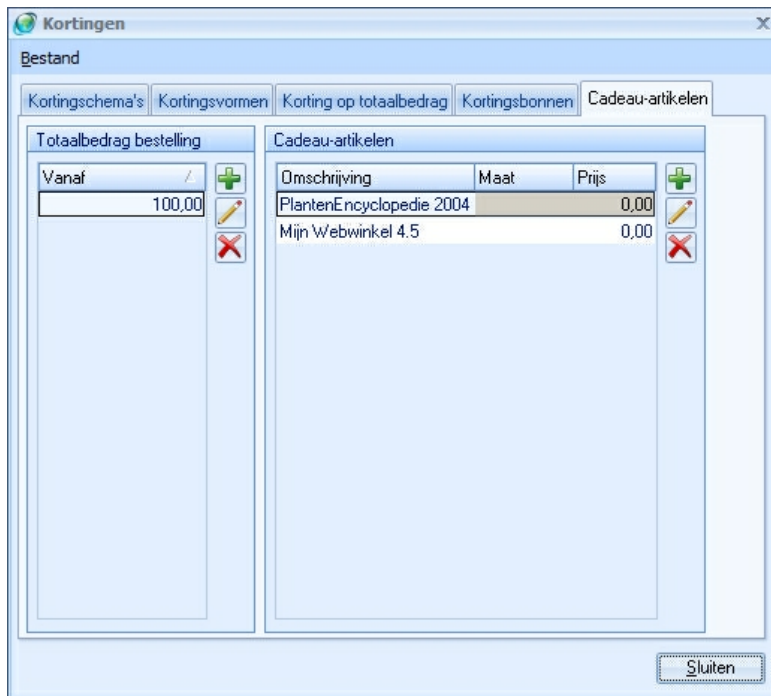 Kortingen
Bestand
Kortingschema's Kortingsvormen Korting op totaalbedrag Kortingsbonnen Cadeau-artikelen
Totaalbedrag bestelling Cadeau-artikelen
Vanaf Omschrijving Maat Prijs
100,00 PlantenEncyclopedie 2004 0,00
Mijn Webwinkel 4.5 0,00
Sluiten